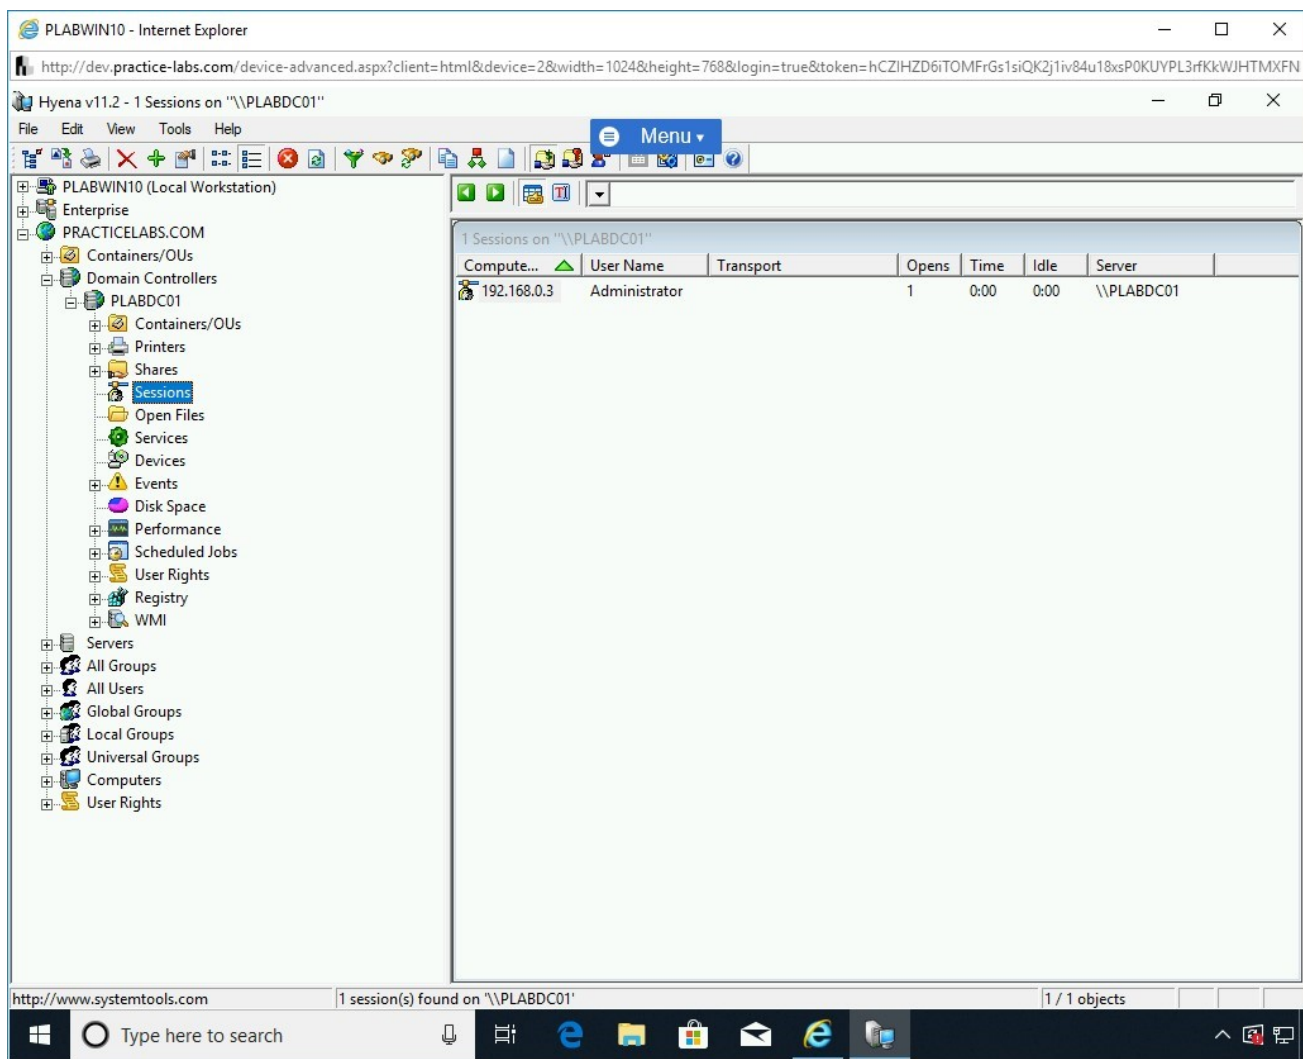 PLABWIN10 - Internet Explorer
http://dev.practice-labs.com/device-advanced.aspx?client=html&device=2&width=1024&height=768&login=true&token=hCZIHZD6iTOMFrGs1siQK2j1iv84u18xsP0KUYPL3rfKkWJHTMXFN
Hyena v11.2 - 1 Sessions on "\\PLABDC01"
File Edit View Tools Help
Menu
PLABWIN10 (Local Workstation)
Enterprise
PRACTICELABS.COM
Containers/OUs
Domain Controllers
PLABDC01
Containers/OUs
Printers
Shares
Sessions
Open Files
Services
Devices
Events
Disk Space
Performance
Scheduled Jobs
User Rights
Registry
WMI
Servers
All Groups
All Users
Global Groups
Local Groups
Universal Groups
Computers
User Rights
1 Sessions on "\\PLABDC01"
Compute... User Name Transport Opens Time Idle Server
192.168.0.3 Administrator 1 0:00 0:00 \\PLABDC01
http://www.systemtools.com 1 session(s) found on '\\PLABDC01' 1 / 1 objects
Type here to search